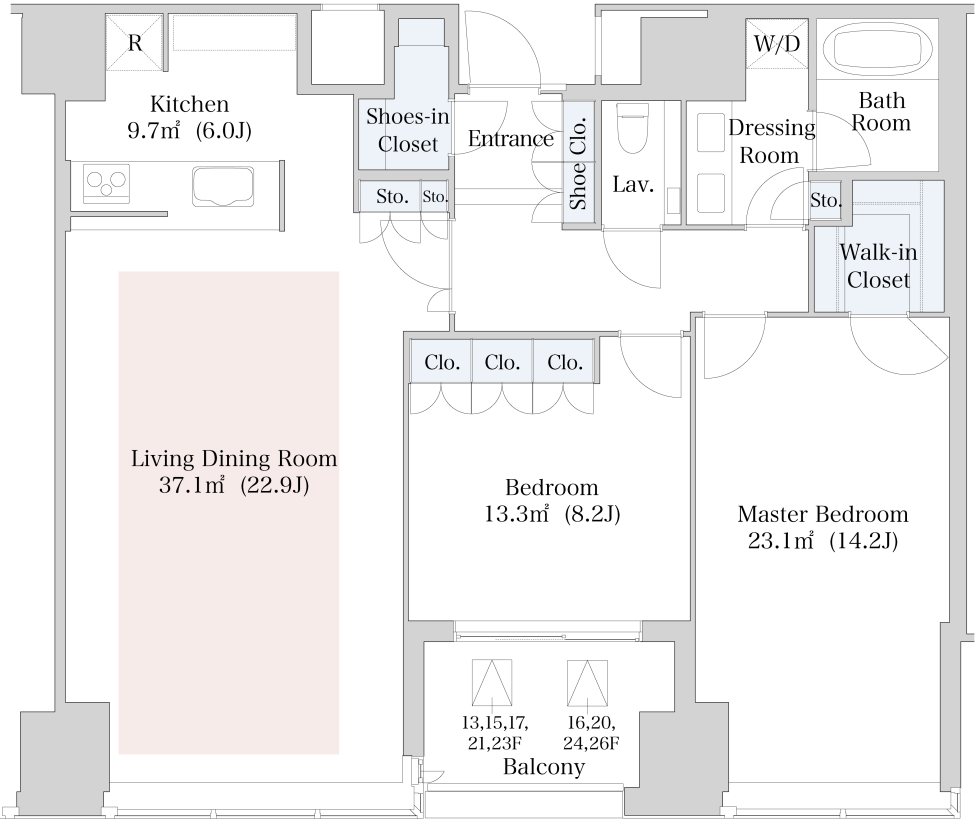 R
W/D
Kitchen
9.7㎡ (6.0J)
Shoes-in
Closet
Entrance
Shoe Clo.
Lav.
Dressing
Room
Bath
Room
Sto.
Sto.
Sto.
Walk-in
Closet
Clo.
Clo.
Clo.
Living Dining Room
37.1㎡ (22.9J)
Bedroom
13.3㎡ (8.2J)
Master Bedroom
23.1㎡ (14.2J)
13,15,17,
21,23F
16,20,
24,26F
Balcony